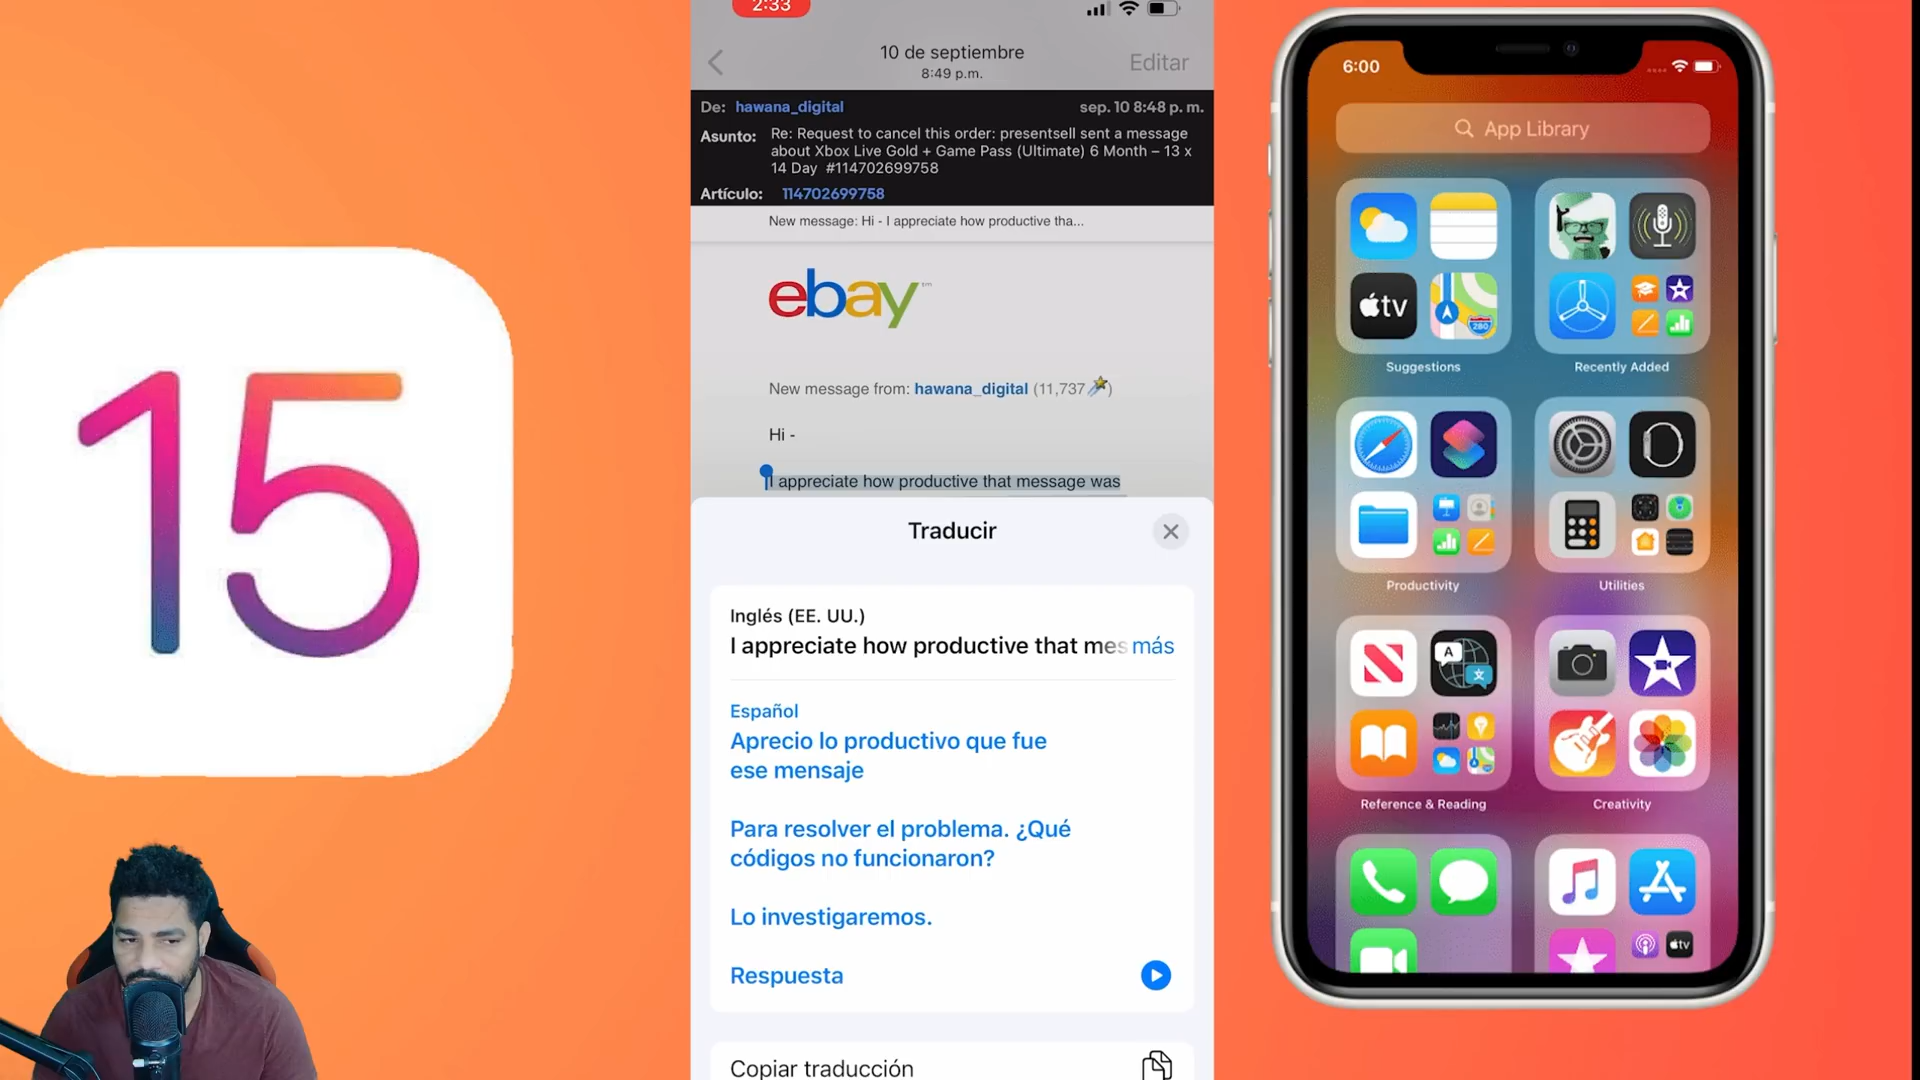 15
2:33
10 de septiembre
8:49 p.m.
Editar
De: hawana_digital
sep. 10 8:48 p. m.
Asunto: Re: Request to cancel this order: presentsell sent a message
about Xbox Live Gold + Game Pass (Ultimate) 6 Month – 13 x
14 Day #114702699758
Artículo: 114702699758
New message: Hi - I appreciate how productive tha...
ebay™
New message from: hawana_digital (11,737)
Hi -
I appreciate how productive that message was
Traducir
Inglés (EE. UU.)
I appreciate how productive that mes más
Español
Aprecio lo productivo que fue
ese mensaje
Para resolver el problema. ¿Qué
códigos no funcionaron?
Lo investigaremos.
Respuesta
Copiar traducción
6:00
App Library
tv
280
Suggestions
Recently Added
Productivity
Utilities
A
文
Reference & Reading
Creativity
tv